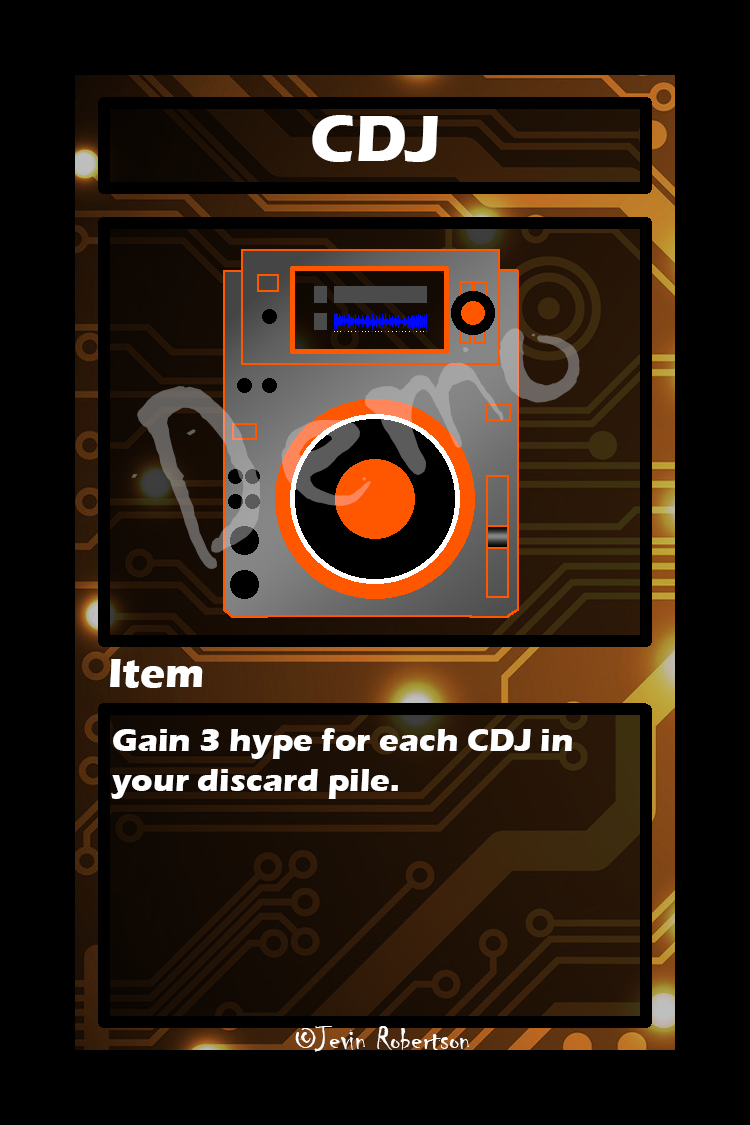 CDJ
Demo
Item
Gain 3 hype for each CDJ in
your discard pile.
©Jevin Robertson